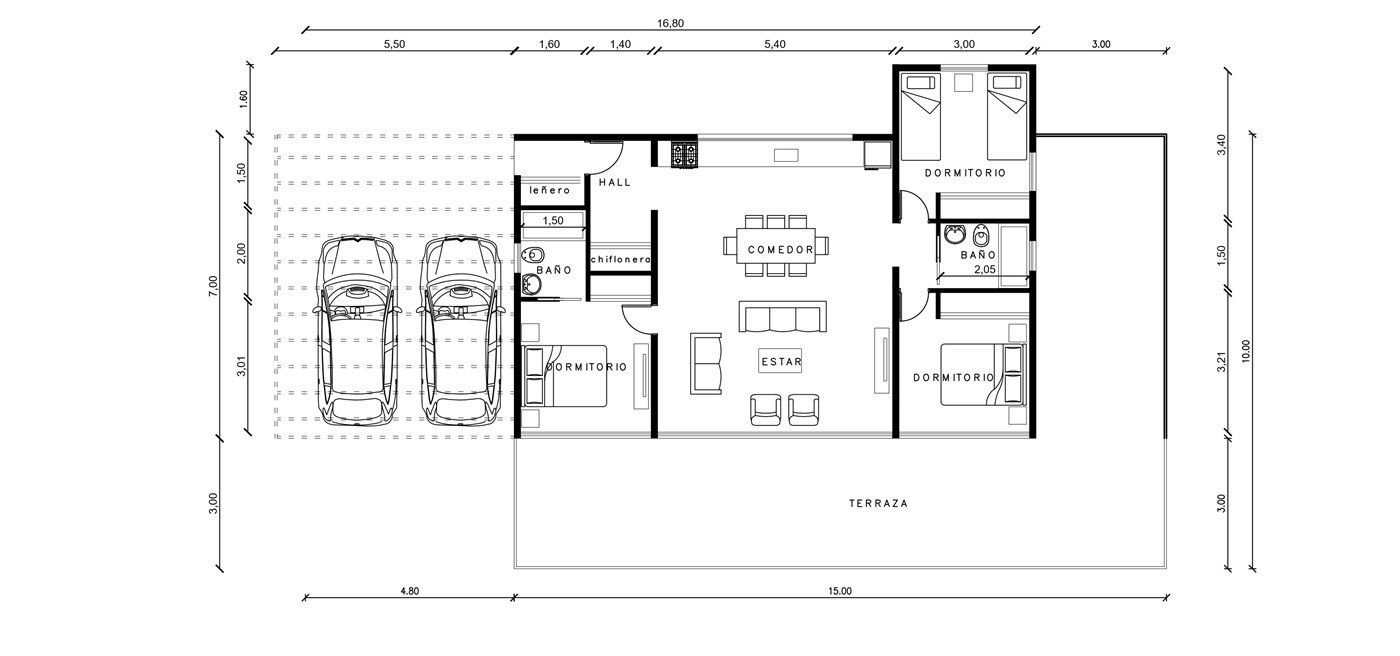 16,80
5,50
1,60
1,40
5,40
3,00
3.00
1.60
3,40
1,50
DORMITORIO
HALL
leñero
1,50
2,00
COMEDOR
BAÑO
1,50
chiflonera
BAÑO
2,05
7,00
10.00
3,01
ESTAR
3,21
DORMITORIO
DORMITORIO
3,00
TERRAZA
3.00
4.80
15.00